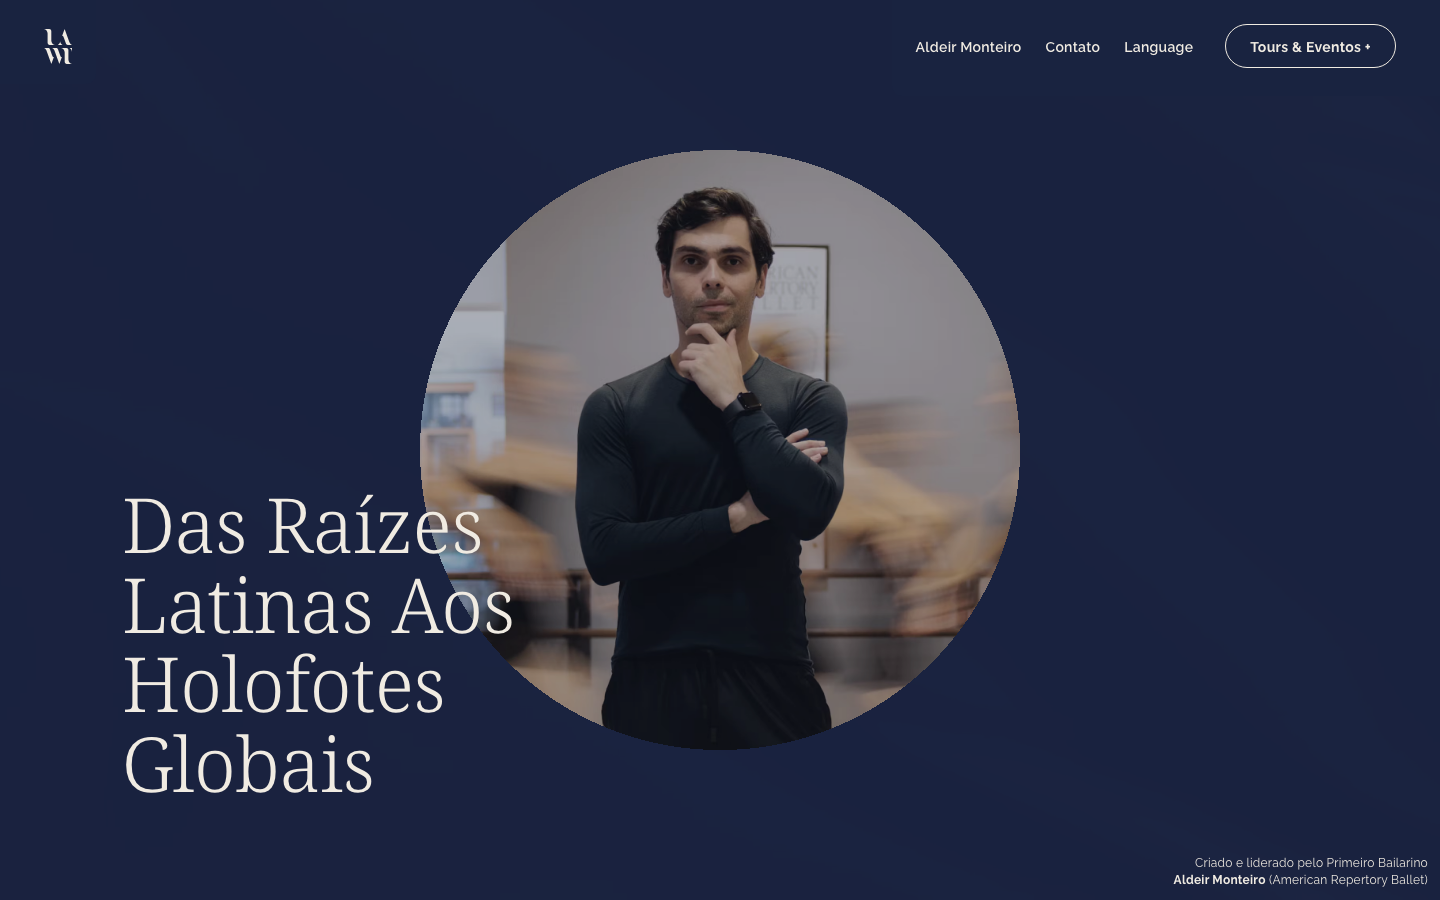 LA
Aldeir Monteiro
Contato
Language
Tours & Eventos +
Das Raízes
Latinas Aos
Holofotes
Globais
Criado e liderado pelo Primeiro Bailarino
Aldeir Monteiro (American Repertory Ballet)